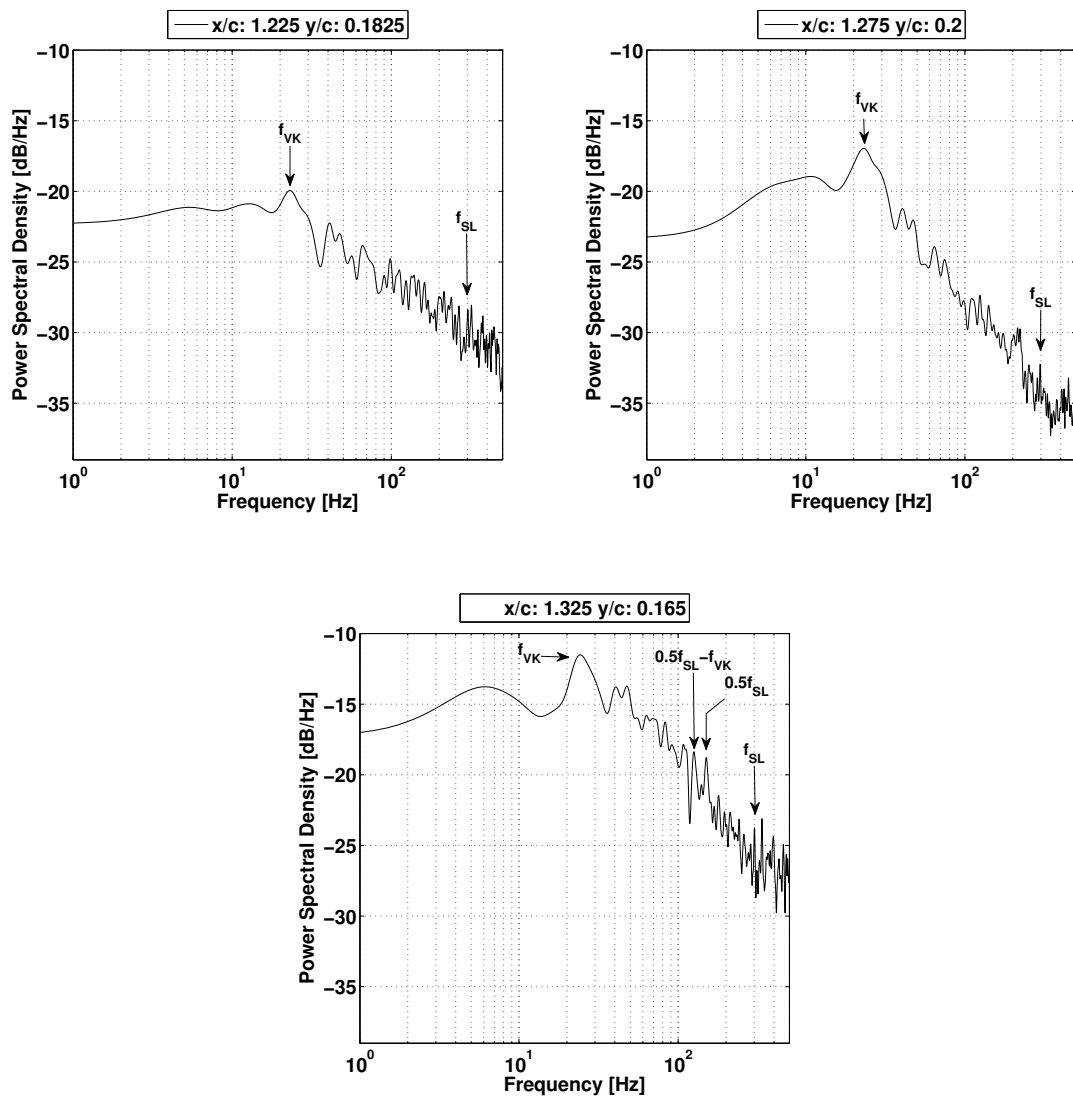 x/c: 1.225 y/c: 0.1825
−10
−15
−20
−25
−30
−35
Power Spectral Density [dB/Hz]
f_VK
f_SL
10^0
10^1
10^2
Frequency [Hz]
x/c: 1.275 y/c: 0.2
−10
−15
−20
−25
−30
−35
Power Spectral Density [dB/Hz]
f_VK
f_SL
10^0
10^1
10^2
Frequency [Hz]
x/c: 1.325 y/c: 0.165
−10
−15
−20
−25
−30
−35
Power Spectral Density [dB/Hz]
f_VK
0.5f_SL−f_VK
0.5f_SL
f_SL
10^0
10^1
10^2
Frequency [Hz]